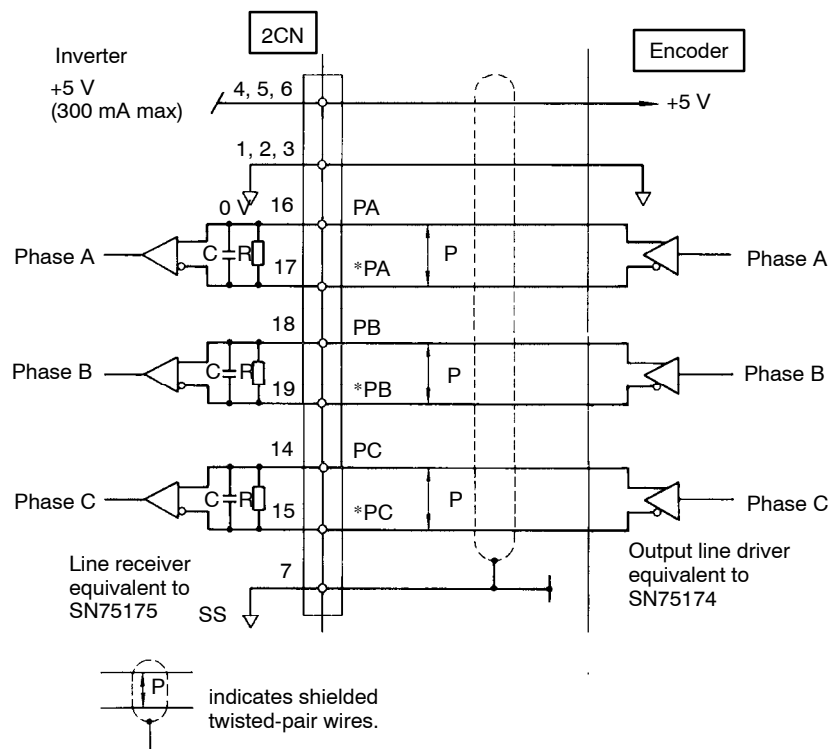 2CN
Encoder
Inverter
+5 V
(300 mA max)
4, 5, 6
+5 V
1, 2, 3
0 V
16
PA
Phase A
C
R
17
*PA
P
Phase A
18
PB
Phase B
C
R
19
*PB
P
Phase B
14
PC
Phase C
C
R
15
*PC
P
Phase C
Line receiver
equivalent to
SN75175
7
SS
Output line driver
equivalent to
SN75174
P
indicates shielded
twisted-pair wires.